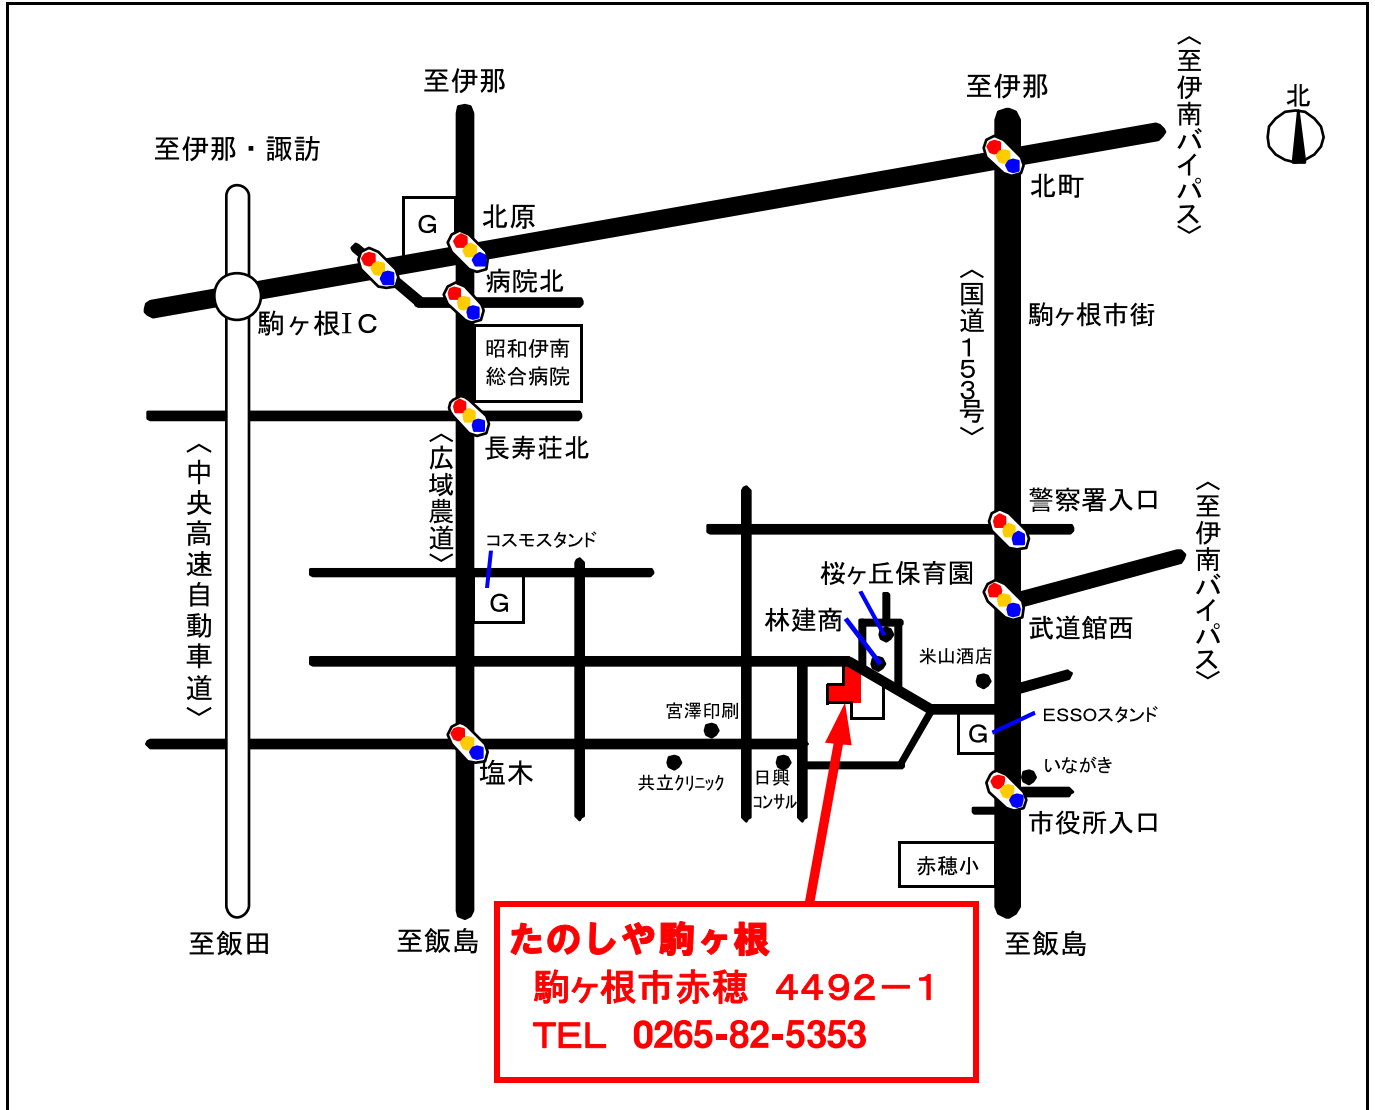 〈至伊南バイパス〉
至伊那
至伊那
北
至伊那・諏訪
北町
G
北原
病院北
〈国道153号〉
駒ヶ根市街
駒ヶ根IC
昭和伊南
総合病院
長寿荘北
〈中央高速自動車道〉
〈広域農道〉
警察署入口
〈至伊南バイパス〉
コスモスタンド
G
桜ヶ丘保育園
林建商
武道館西
米山酒店
宮澤印刷
ESSOスタンド
G
塩木
共立クリニック
日興
コンサル
いながき
市役所入口
赤穂小
至飯田
至飯島
至飯島
たのしや駒ヶ根
駒ヶ根市赤穂 4492－1
TEL 0265-82-5353